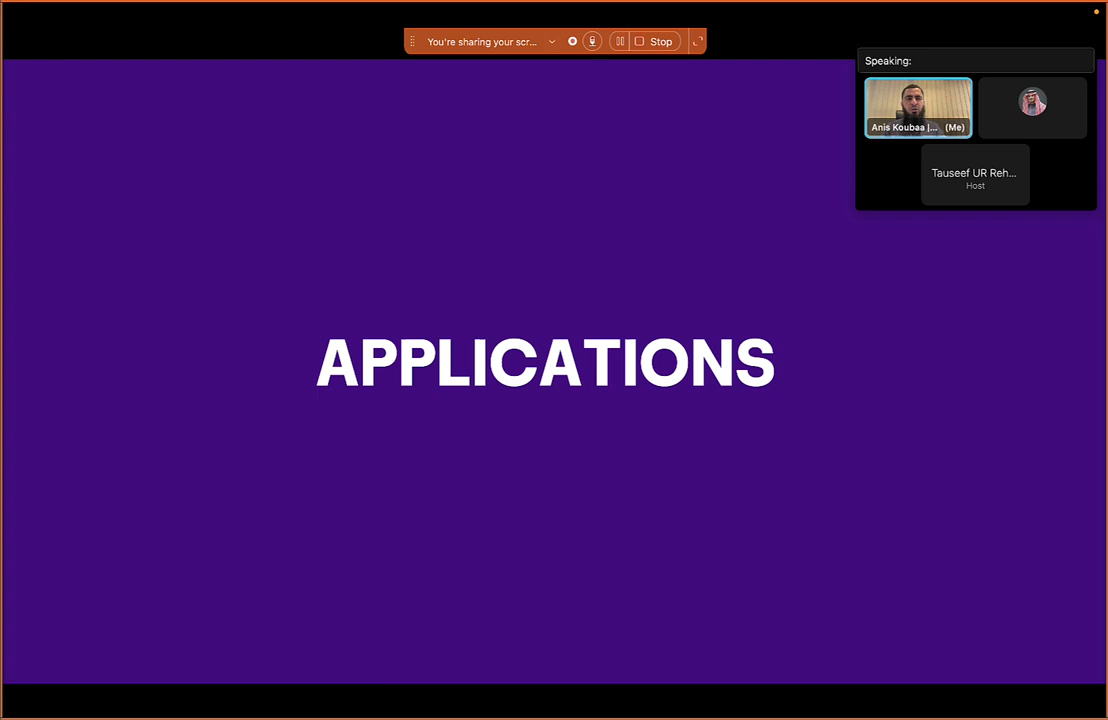 You're sharing your scr...
Stop
Speaking:
Anis Koubaa |... (Me)
Tauseef UR Reh...
Host
APPLICATIONS